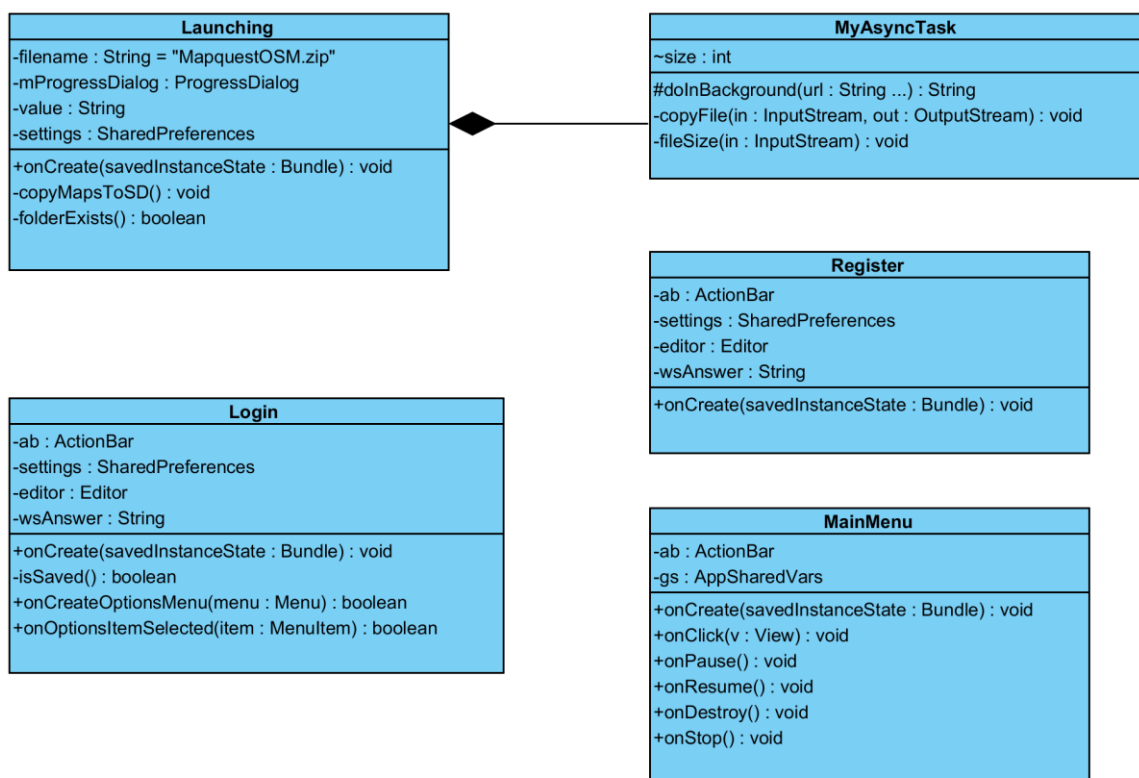 Launching
-filename : String = "MapquestOSM.zip"
-mProgressDialog : ProgressDialog
-value : String
-settings : SharedPreferences
+onCreate(savedInstanceState : Bundle) : void
-copyMapsToSD() : void
-folderExists() : boolean
MyAsyncTask
~size : int
#doInBackground(url : String ...) : String
-copyFile(in : InputStream, out : OutputStream) : void
-fileSize(in : InputStream) : void
Register
-ab : ActionBar
-settings : SharedPreferences
-editor : Editor
-wsAnswer : String
+onCreate(savedInstanceState : Bundle) : void
Login
-ab : ActionBar
-settings : SharedPreferences
-editor : Editor
-wsAnswer : String
+onCreate(savedInstanceState : Bundle) : void
-isSaved() : boolean
+onCreateOptionsMenu(menu : Menu) : boolean
+onOptionsItemSelected(item : MenuItem) : boolean
MainMenu
-ab : ActionBar
-gs : AppSharedVars
+onCreate(savedInstanceState : Bundle) : void
+onClick(v : View) : void
+onPause() : void
+onResume() : void
+onDestroy() : void
+onStop() : void